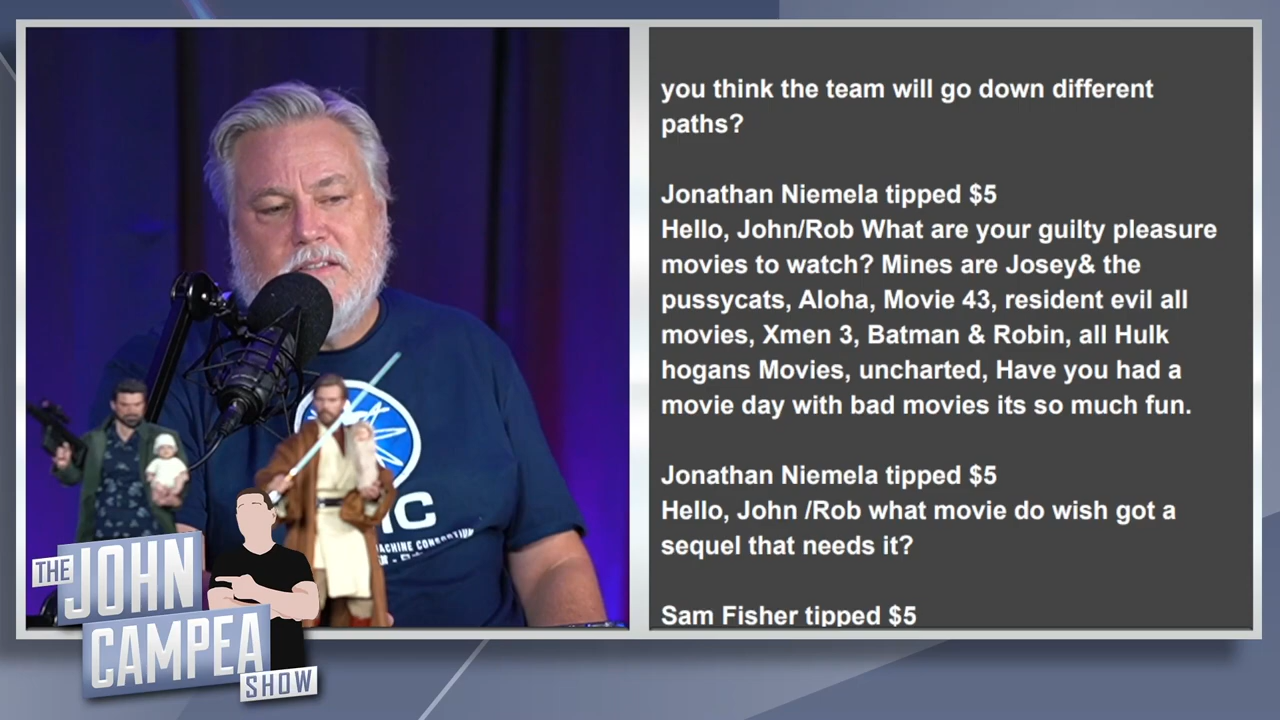 you think the team will go down different
paths?
Jonathan Niemela tipped $5
Hello, John/Rob What are your guilty pleasure
movies to watch? Mines are Josey& the
pussycats, Aloha, Movie 43, resident evil all
movies, Xmen 3, Batman & Robin, all Hulk
hogans Movies, uncharted, Have you had a
movie day with bad movies its so much fun.
Jonathan Niemela tipped $5
Hello, John /Rob what movie do wish got a
sequel that needs it?
Sam Fisher tipped $5
THE
JOHN
CAMPEA
SHOW